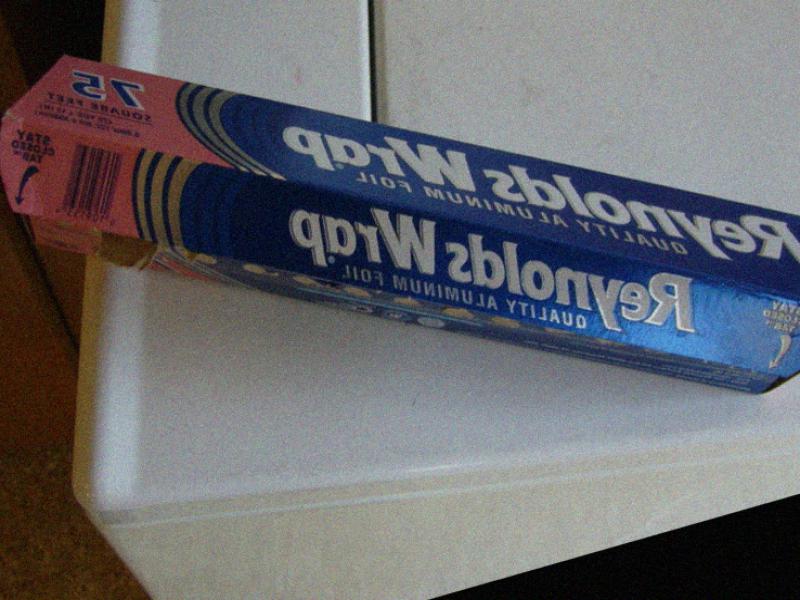 75
SQUARE FEET
STAY
CLOSED
TAB
Reynolds Wrap
QUALITY ALUMINUM FOIL
Reynolds Wrap
QUALITY ALUMINUM FOIL
STAY
CLOSED
TAB